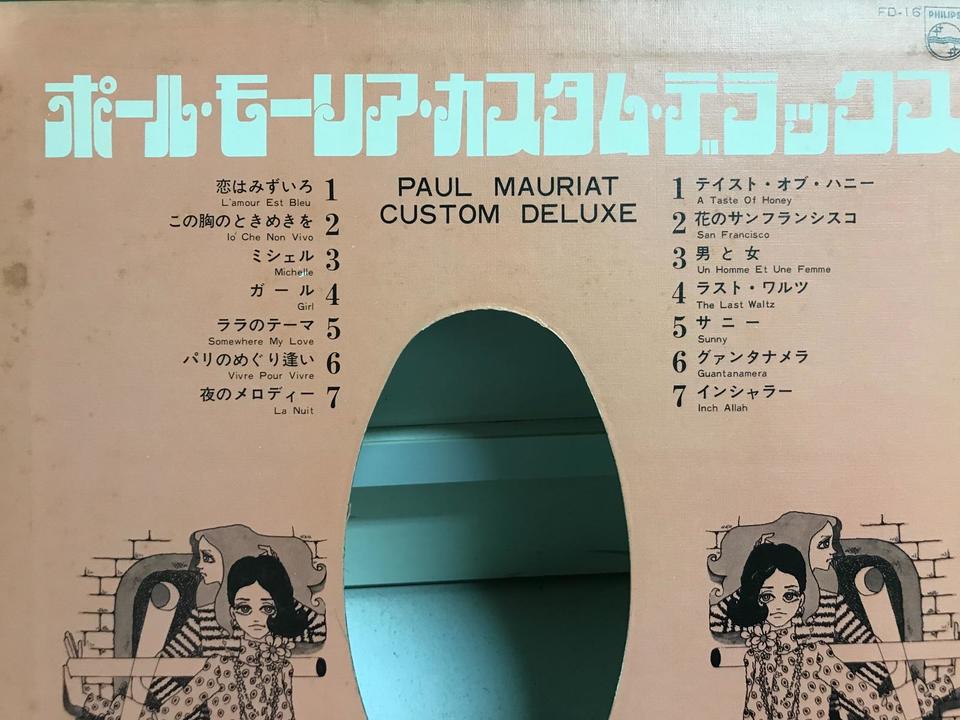 FD-16
PHILIPS
ポール・モーリア・カスタム・デラックス
PAUL MAURIAT
CUSTOM DELUXE
恋はみずいろ 1
L'amour Est Bleu
この胸のときめきを 2
Io' Che Non Vivo
ミシェル 3
Michelle
ガール 4
Girl
ララのテーマ 5
Somewhere My Love
パリのめぐり逢い 6
Vivre Pour Vivre
夜のメロディー 7
La Nuit
1 テイスト・オブ・ハニー
A Taste Of Honey
2 花のサンフランシスコ
San Francisco
3 男と女
Un Homme Et Une Femme
4 ラスト・ワルツ
The Last Waltz
5 サニー
Sunny
6 グァンタナメラ
Guantanamera
7 インシャラー
Inch Allah